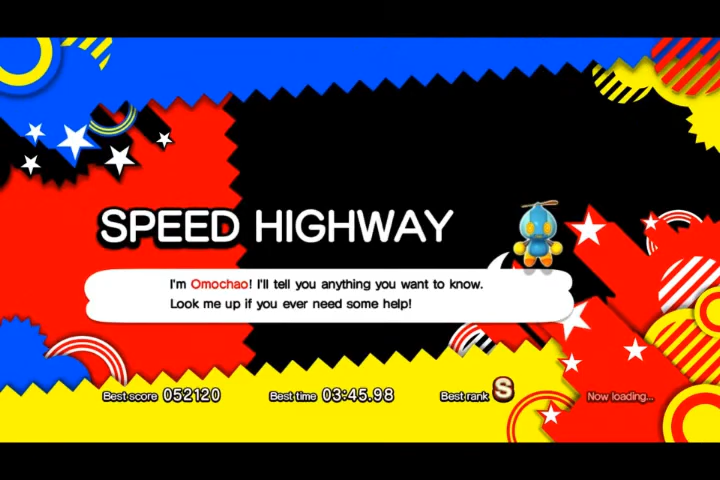 SPEED HIGHWAY
I'm Omochao! I'll tell you anything you want to know.
Look me up if you ever need some help!
Best score 052120 Best time 03:45.98 Best rank S Now loading...